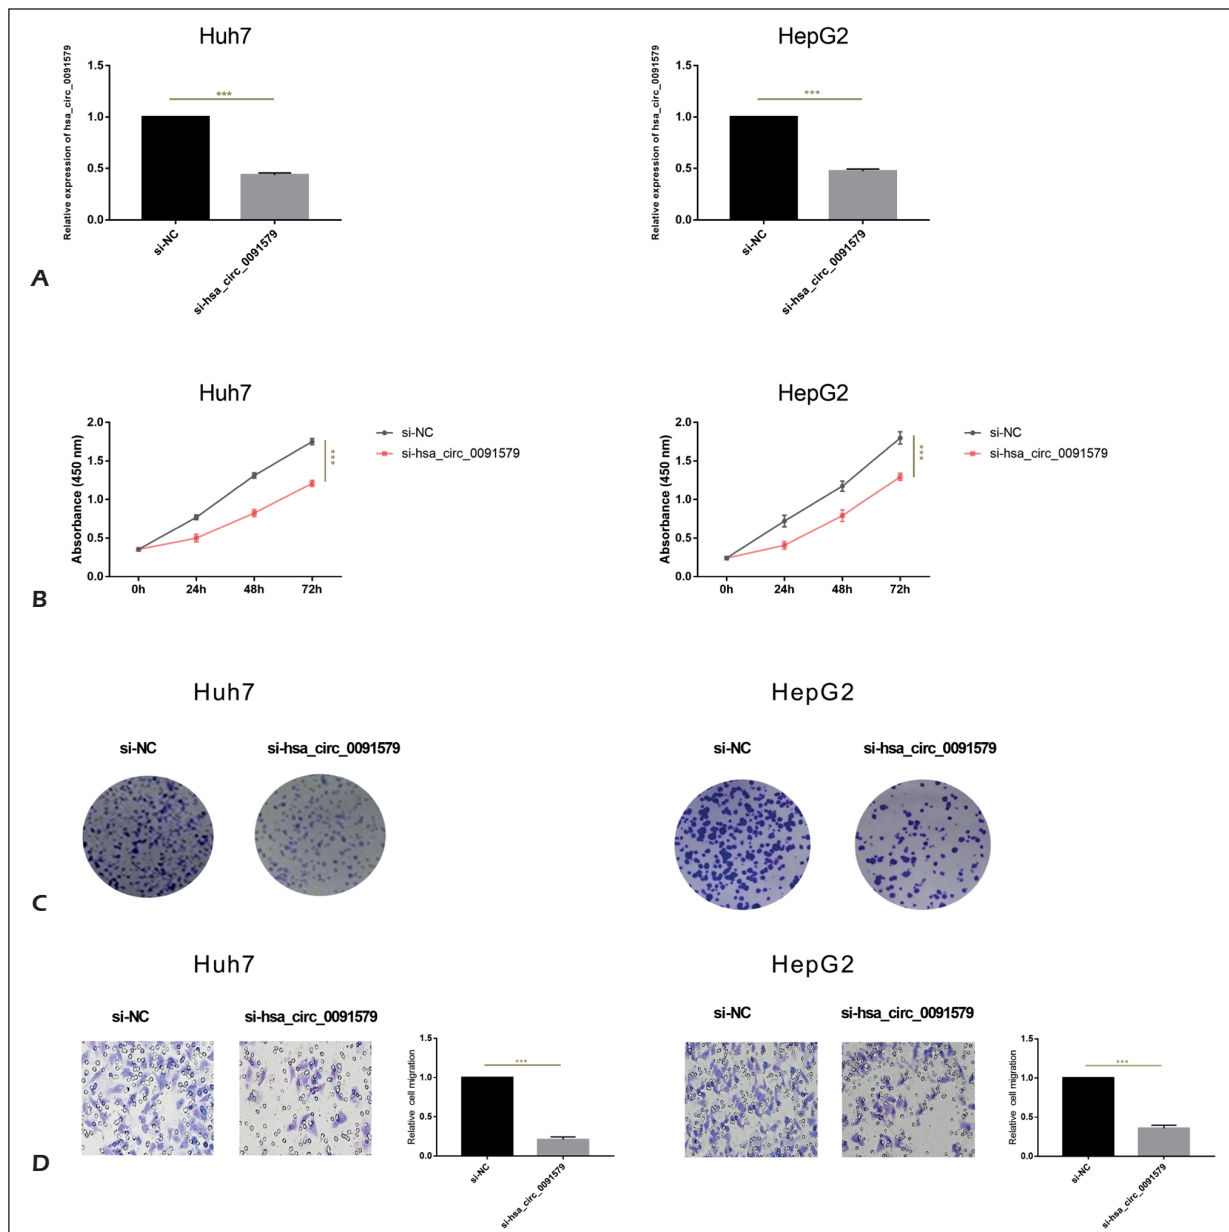 Huh7
HepG2
Relative expression of hsa_circ_0091579
1.5
1.0
0.5
0.0
***
si-NC
si-hsa_circ_0091579
Relative expression of hsa_circ_0091579
1.5
1.0
0.5
0.0
***
si-NC
si-hsa_circ_0091579
A
Huh7
HepG2
Absorbance (450 nm)
2.0
1.5
1.0
0.5
0.0
0h 24h 48h 72h
***
si-NC
si-hsa_circ_0091579
Absorbance (450 nm)
2.0
1.5
1.0
0.5
0.0
0h 24h 48h 72h
***
si-NC
si-hsa_circ_0091579
B
Huh7
HepG2
si-NC si-hsa_circ_0091579
si-NC si-hsa_circ_0091579
C
Huh7
HepG2
si-NC si-hsa_circ_0091579
Relative cell migration
1.5
1.0
0.5
0.0
***
si-NC
si-hsa_circ_0091579
si-NC si-hsa_circ_0091579
Relative cell migration
1.5
1.0
0.5
0.0
***
si-NC
si-hsa_circ_0091579
D